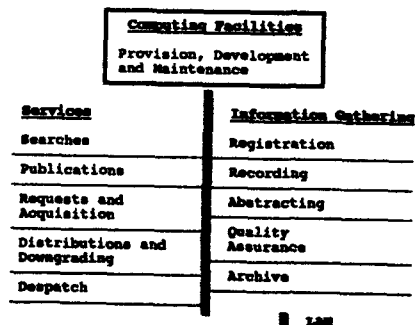 Computing Facilities
Provision, Development
and Maintenance
Services
Searches
Publications
Requests and
Acquisition
Distributions and
Downgrading
Despatch
Information Gathering
Registration
Recording
Abstracting
Quality
Assurance
Archive